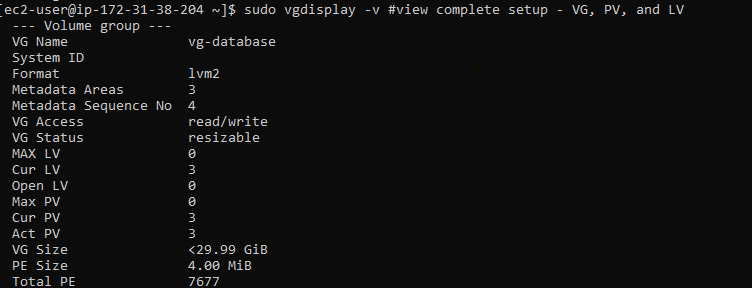 [ec2-user@ip-172-31-38-204 ~]$ sudo vgdisplay -v #view complete setup - VG, PV, and LV
--- Volume group ---
VG Name vg-database
System ID
Format lvm2
Metadata Areas 3
Metadata Sequence No 4
VG Access read/write
VG Status resizable
MAX LV 0
Cur LV 3
Open LV 0
Max PV 0
Cur PV 3
Act PV 3
VG Size <29.99 GiB
PE Size 4.00 MiB
Total PE 7677